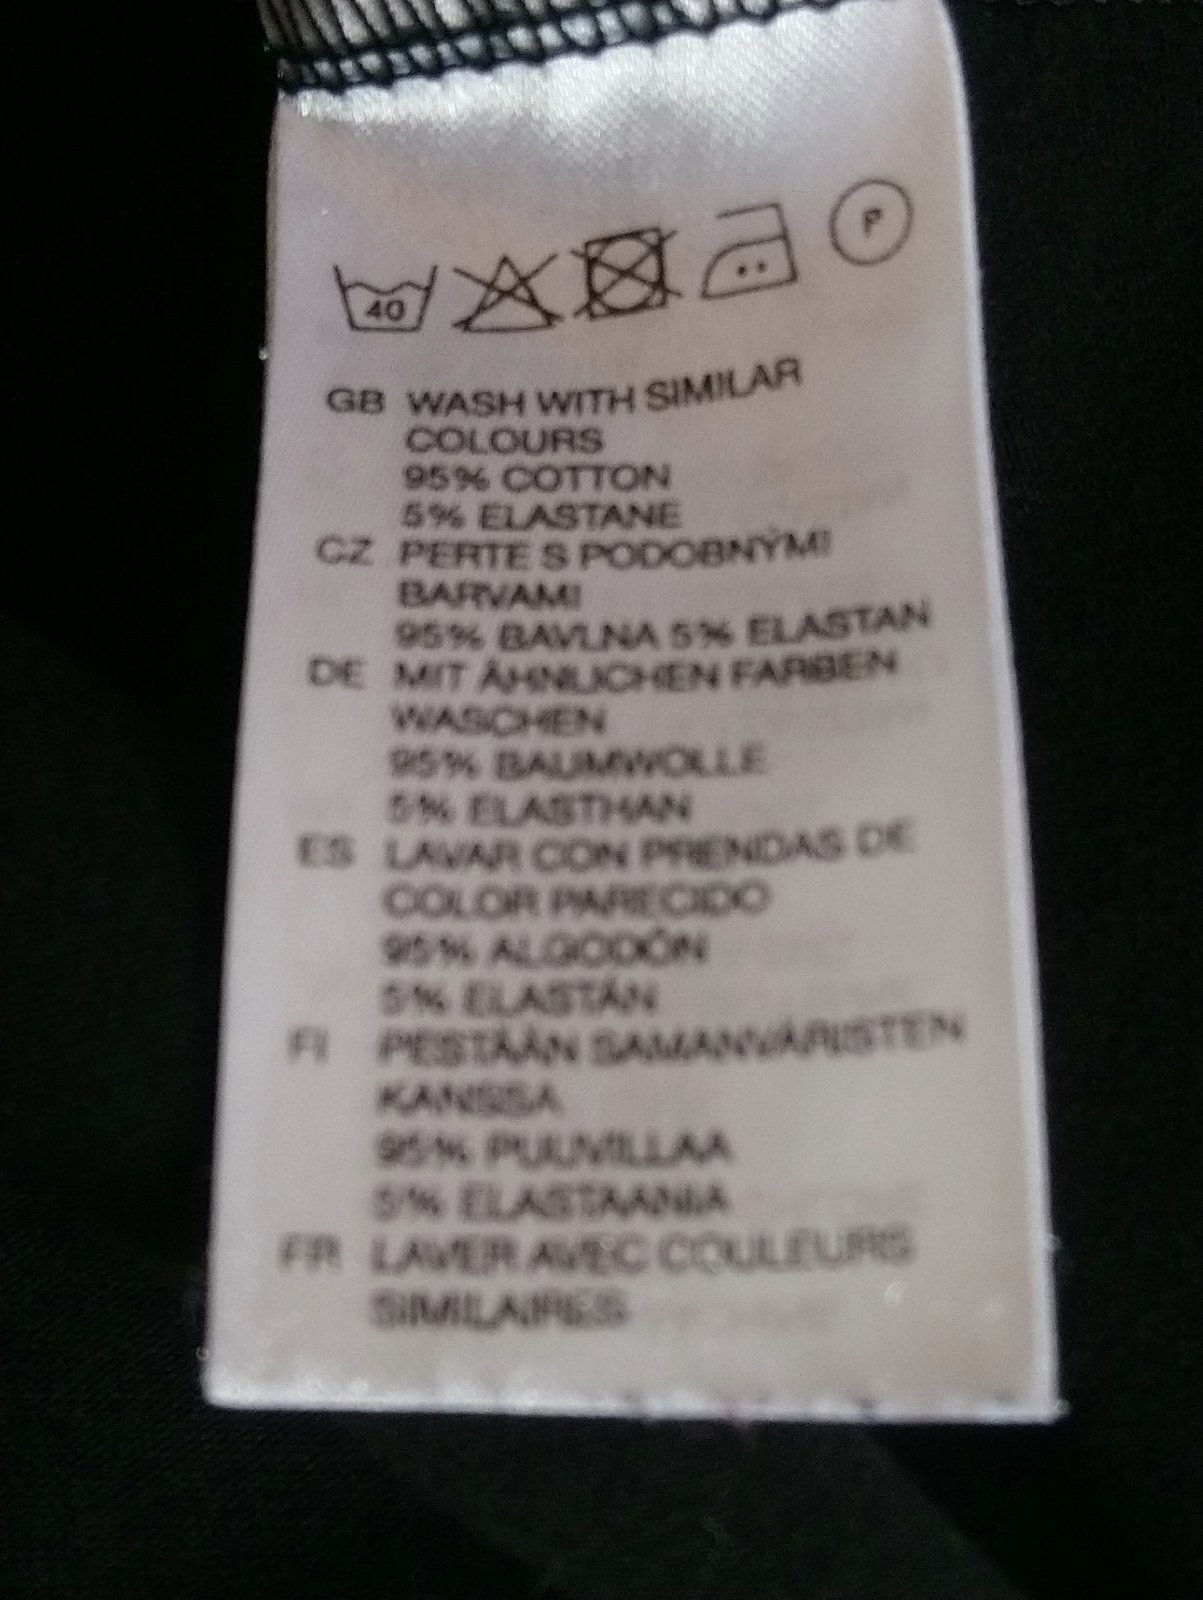 40
P
GB WASH WITH SIMILAR
COLOURS
95% COTTON
5% ELASTANE
CZ PERTE S PODOBNÝMI
BARVAMI
95% BAVLNA 5% ELASTAN
DE MIT ÄHNLICHEN FARBEN
WASCHEN
95% BAUMWOLLE
5% ELASTHAN
ES LAVAR CON PRENDAS DE
COLOR PARECIDO
95% ALGODÓN
5% ELASTÁN
FI PESTÄÄN SAMANVÄRISTEN
KANSSA
95% PUUVILLAA
5% ELASTAANIA
FR LAVER AVEC COULEURS
SIMILAIRES